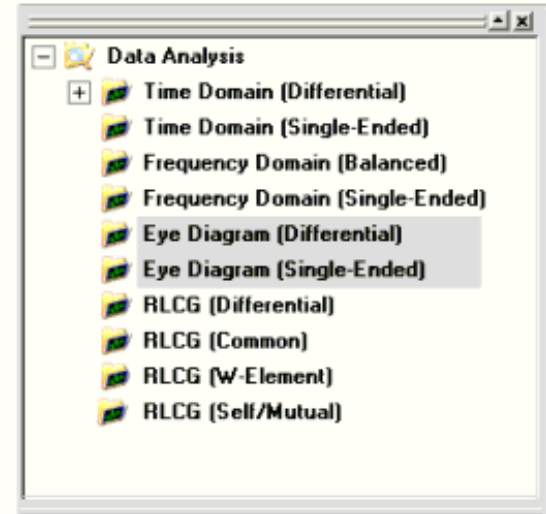 Data Analysis
Time Domain (Differential)
Time Domain (Single-Ended)
Frequency Domain (Balanced)
Frequency Domain (Single-Ended)
Eye Diagram (Differential)
Eye Diagram (Single-Ended)
RLCG (Differential)
RLCG (Common)
RLCG (W-Element)
RLCG (Self/Mutual)